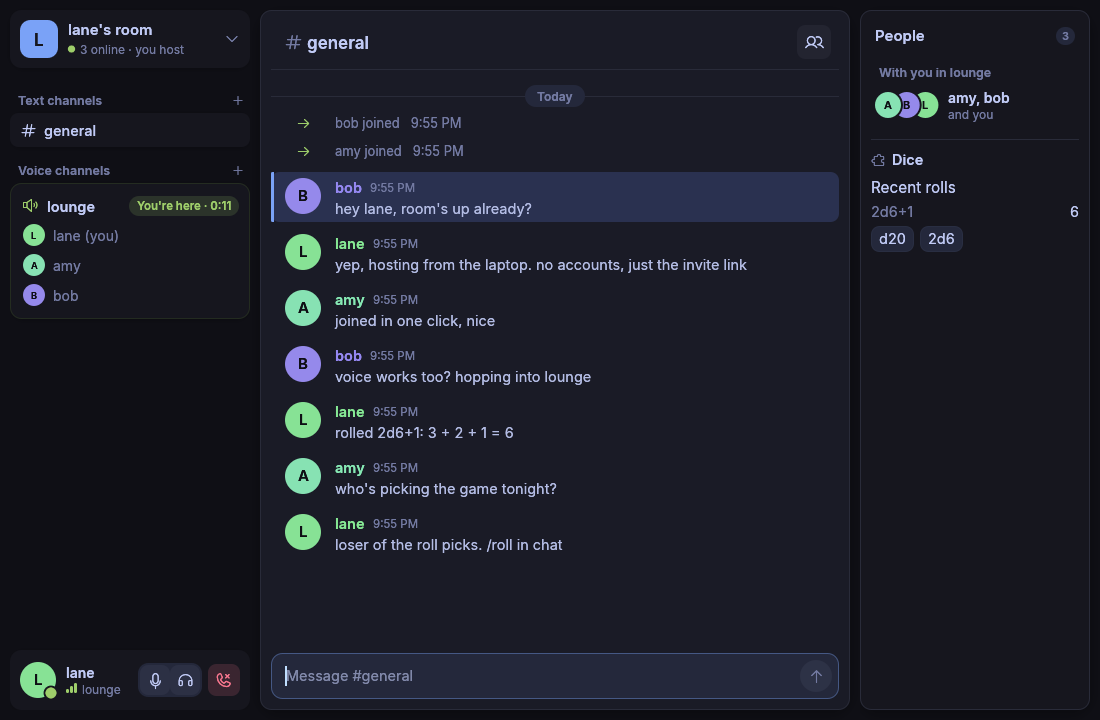 L
lane's room
3 online · you host
Text channels
# general
Voice channels
lounge
You're here · 0:11
L lane (you)
A amy
B bob
L
lane
lounge
# general
Today
bob joined 9:55 PM
amy joined 9:55 PM
B
bob 9:55 PM
hey lane, room's up already?
L
lane 9:55 PM
yep, hosting from the laptop. no accounts, just the invite link
A
amy 9:55 PM
joined in one click, nice
B
bob 9:55 PM
voice works too? hopping into lounge
L
lane 9:55 PM
rolled 2d6+1: 3 + 2 + 1 = 6
A
amy 9:55 PM
who's picking the game tonight?
L
lane 9:55 PM
loser of the roll picks. /roll in chat
Message #general
People 3
With you in lounge
A B L
amy, bob
and you
Dice
Recent rolls
2d6+1 6
d20 2d6